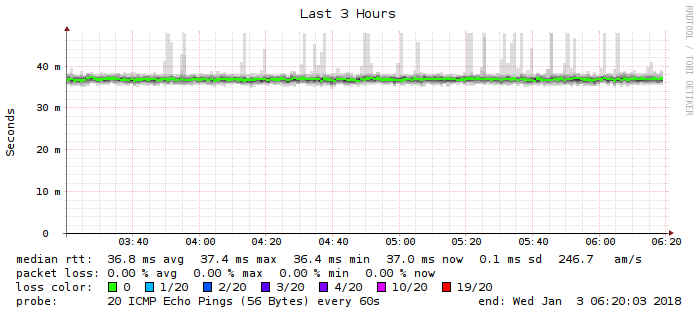 Last 3 Hours
RRDTOOL / TOBI OETIKER
Seconds
40 m
30 m
20 m
10 m
0
03:40 04:00 04:20 04:40 05:00 05:20 05:40 06:00 06:20
median rtt: 36.8 ms avg 37.4 ms max 36.4 ms min 37.0 ms now 0.1 ms sd 246.7 am/s
packet loss: 0.00 % avg 0.00 % max 0.00 % min 0.00 % now
loss color: 0 1/20 2/20 3/20 4/20 10/20 19/20
probe: 20 ICMP Echo Pings (56 Bytes) every 60s end: Wed Jan 3 06:20:03 2018